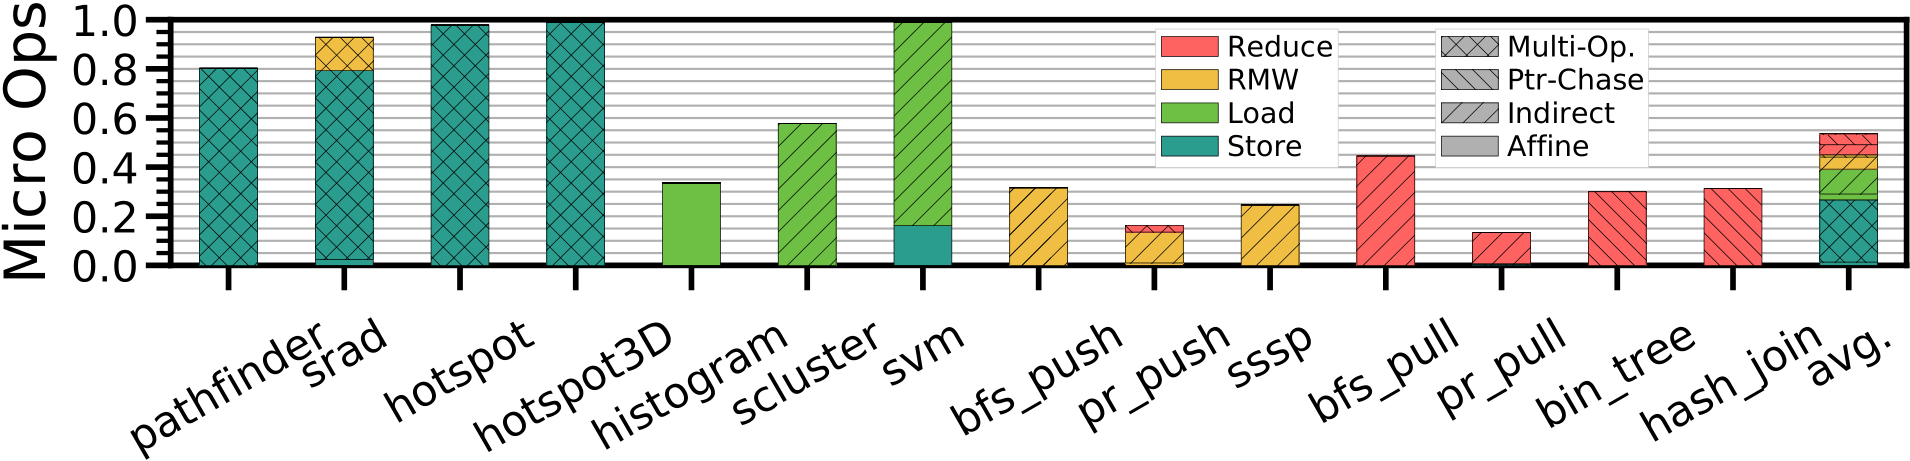 Micro Ops
1.0
0.8
0.6
0.4
0.2
0.0
Reduce
RMW
Load
Store
Multi-Op.
Ptr-Chase
Indirect
Affine
pathfinder
srad
hotspot
hotspot3D
histogram
scluster
svm
bfs_push
pr_push
sssp
bfs_pull
pr_pull
bin_tree
hash_join
avg.